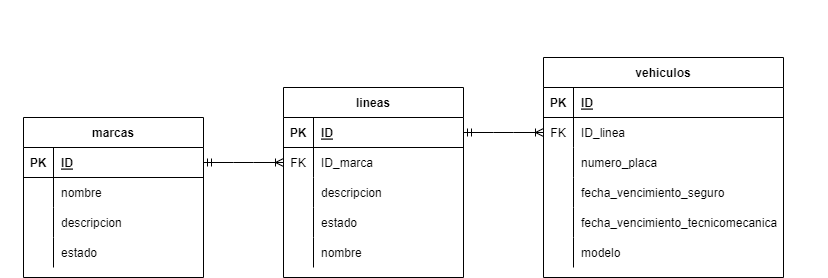 marcas
PK ID
nombre
descripcion
estado
lineas
PK ID
FK ID_marca
descripcion
estado
nombre
vehiculos
PK ID
FK ID_linea
numero_placa
fecha_vencimiento_seguro
fecha_vencimiento_tecnicomecanica
modelo